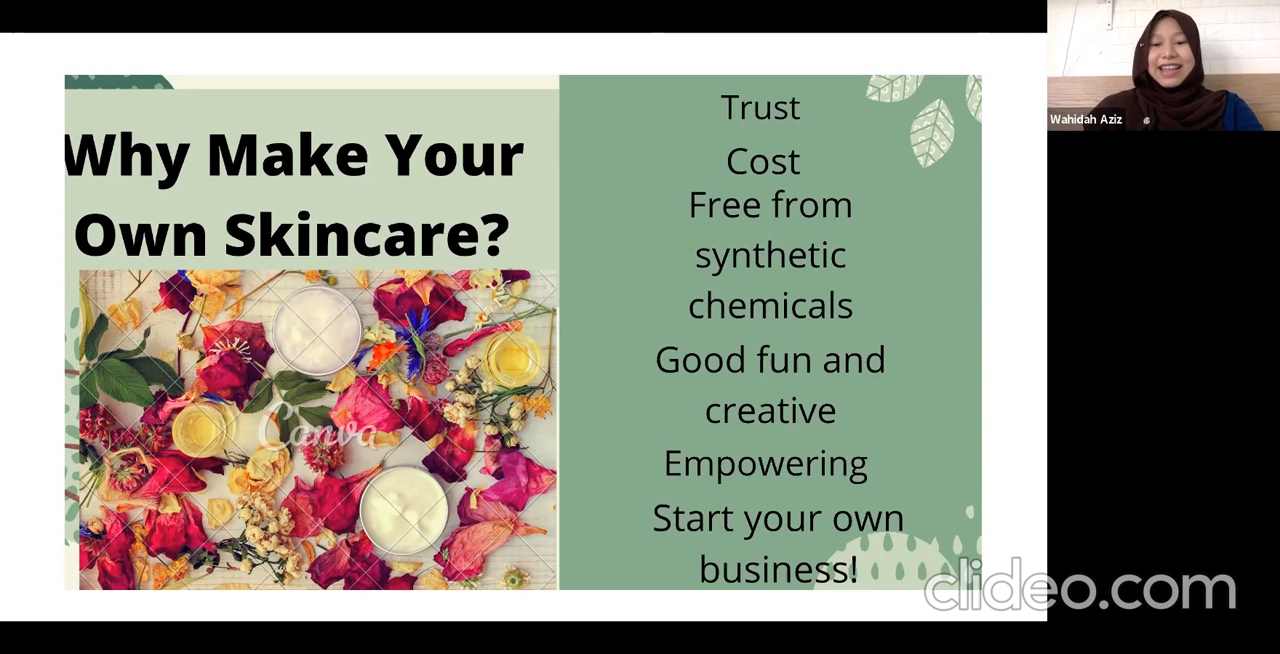 Why Make Your
Own Skincare?
Canva
Trust
Cost
Free from
synthetic
chemicals
Good fun and
creative
Empowering
Start your own
business!
Wahidah Aziz
clideo.com